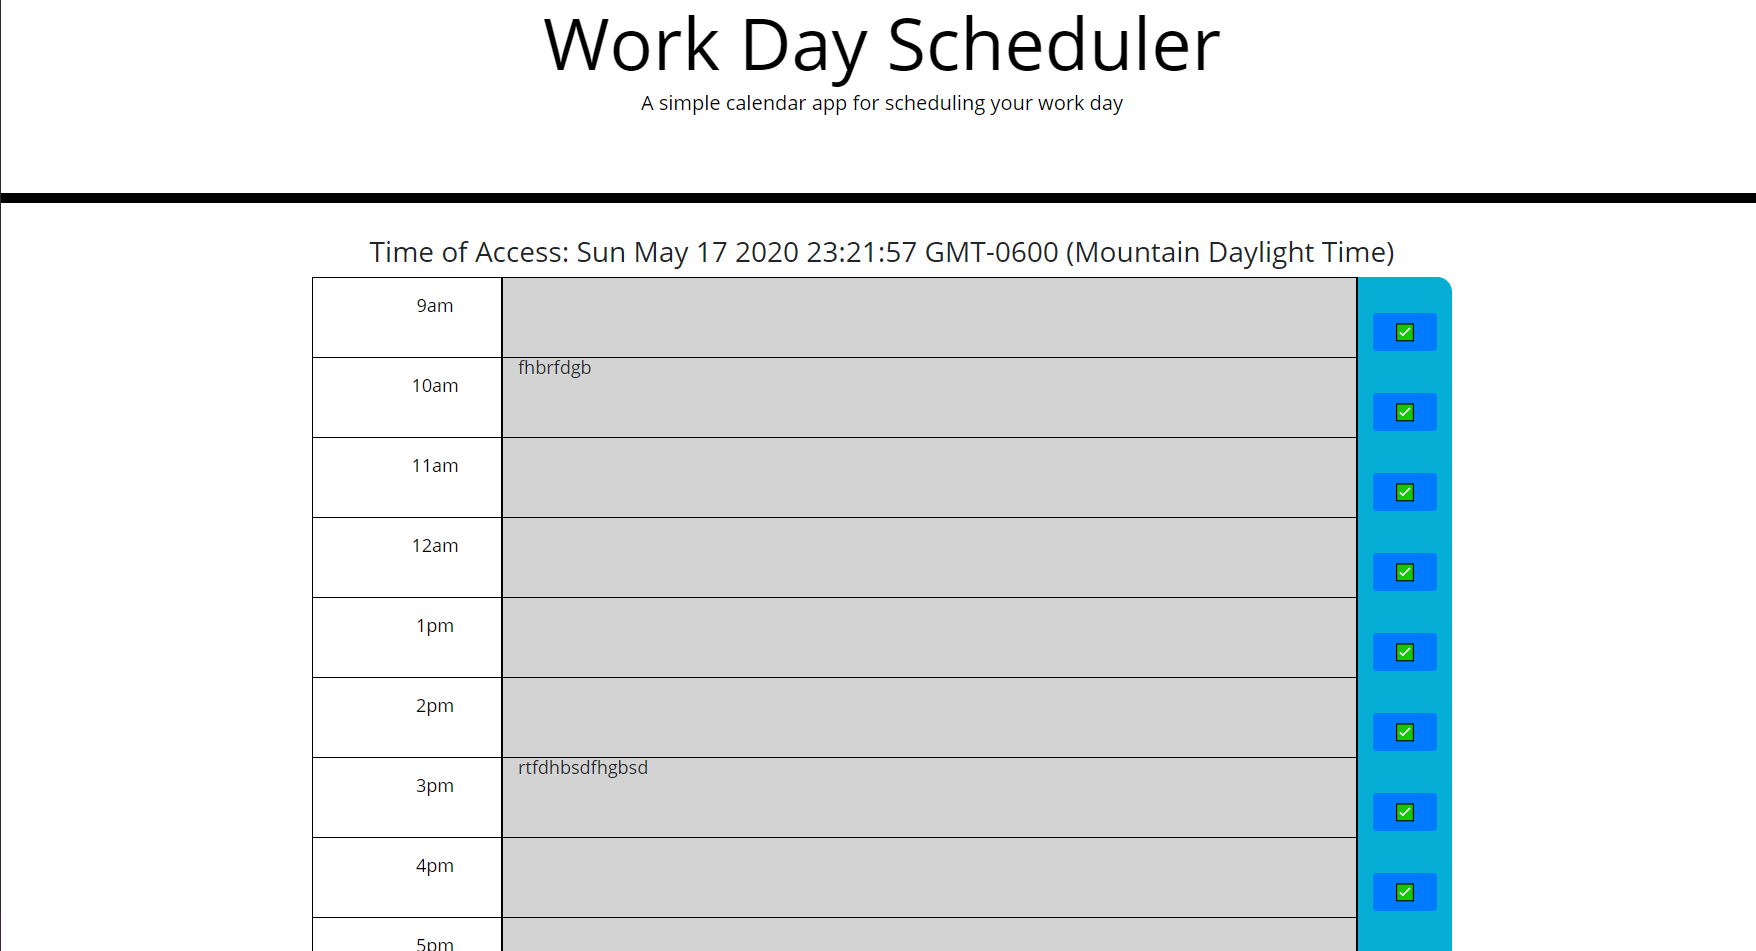 Work Day Scheduler
A simple calendar app for scheduling your work day
Time of Access: Sun May 17 2020 23:21:57 GMT-0600 (Mountain Daylight Time)
9am
10am fhbrfdgb
11am
12am
1pm
2pm
3pm rtfdhbsdfhgbsd
4pm
5pm